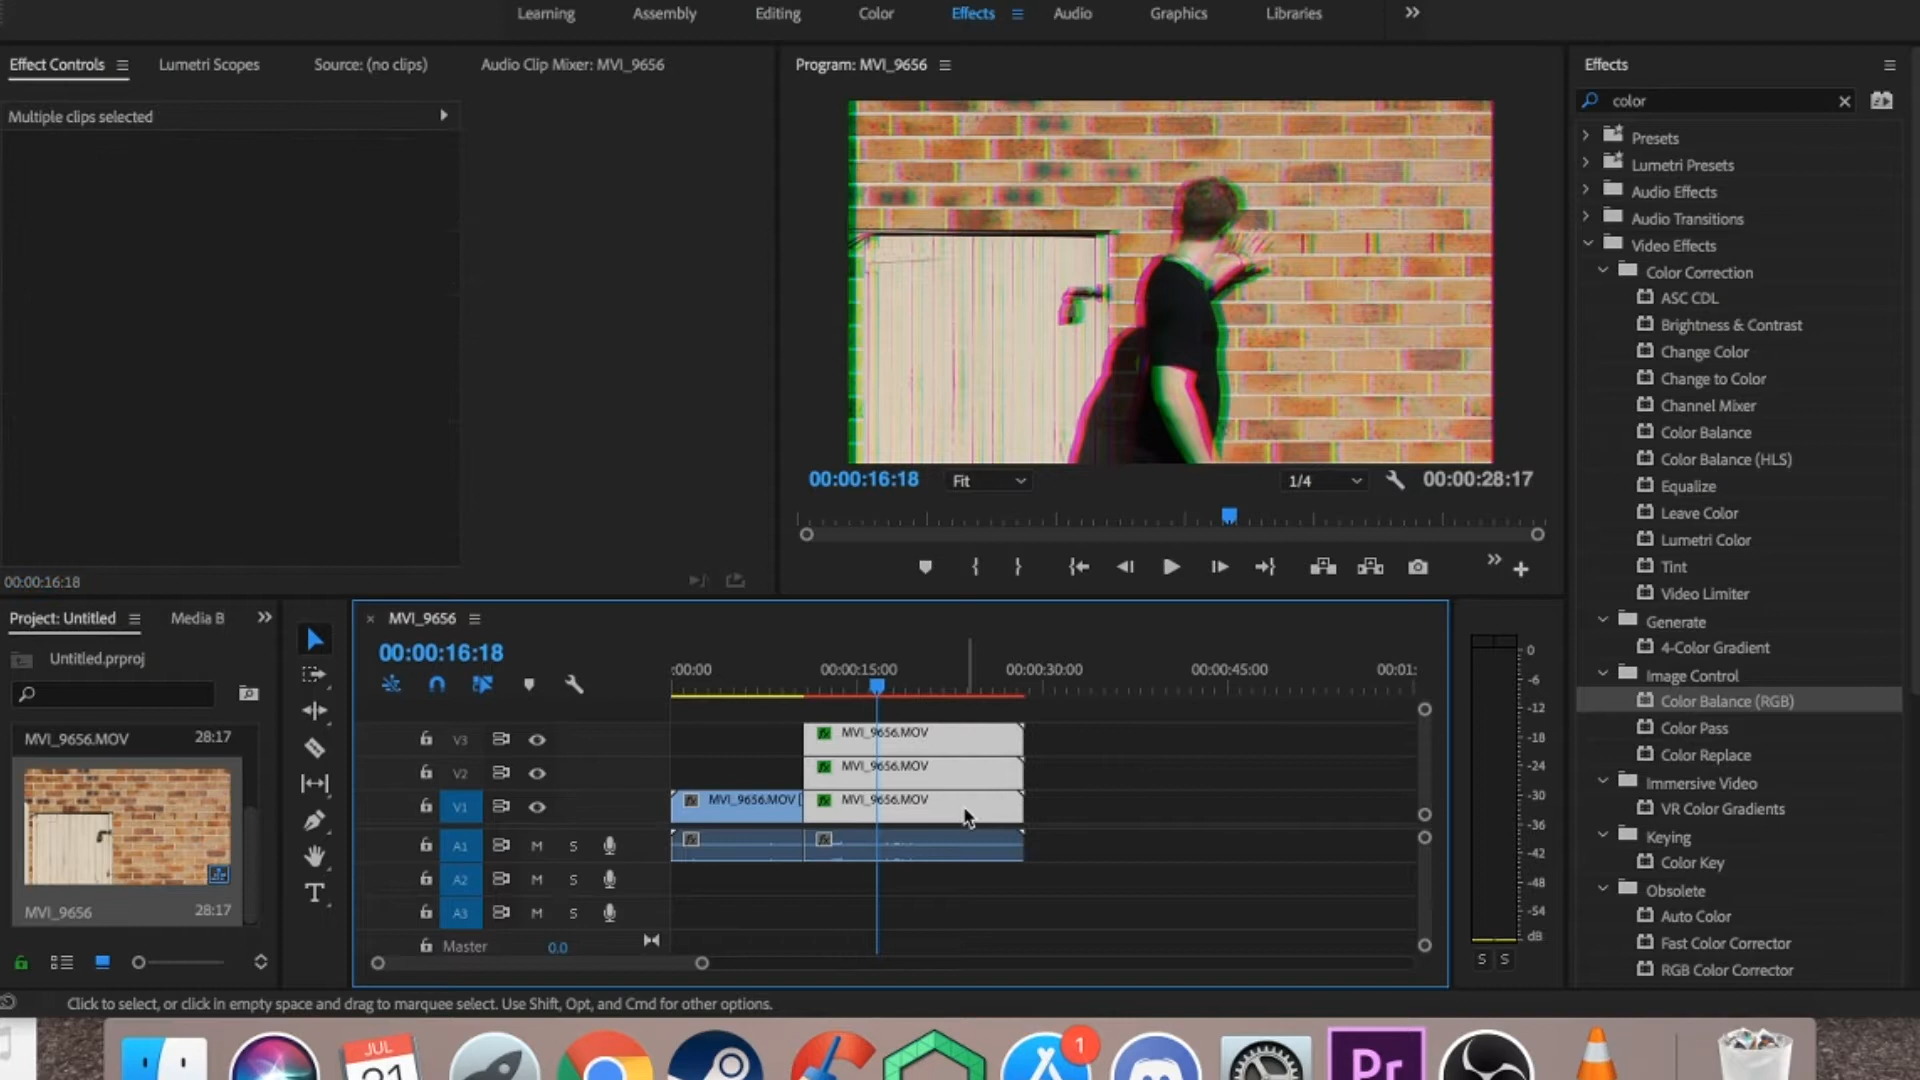 Learning Assembly Editing Color Effects Audio Graphics Libraries
Effect Controls Lumetri Scopes Source: (no clips) Audio Clip Mixer: MVI_9656
Multiple clips selected
00:00:16:18
Program: MVI_9656
00:00:16:18 Fit 1/4 00:00:28:17
Effects
color
Presets
Lumetri Presets
Audio Effects
Audio Transitions
Video Effects
Color Correction
ASC CDL
Brightness & Contrast
Change Color
Change to Color
Channel Mixer
Color Balance
Color Balance (HLS)
Equalize
Leave Color
Lumetri Color
Tint
Video Limiter
Generate
4-Color Gradient
Image Control
Color Balance (RGB)
Color Pass
Color Replace
Immersive Video
VR Color Gradients
Keying
Color Key
Obsolete
Auto Color
Fast Color Corrector
RGB Color Corrector
Project: Untitled Media B
Untitled.prproj
MVI_9656.MOV 28:17
MVI_9656 28:17
MVI_9656
00:00:16:18
:00:00 00:00:15:00 00:00:30:00 00:00:45:00 00:01:
V3 fx MVI_9656.MOV
V2 fx MVI_9656.MOV
V1 fx MVI_9656.MOV [ fx MVI_9656.MOV
A1 M S fx fx
A2 M S
A3 M S
Master 0.0
0
-6
-12
-18
-24
-30
-36
-42
-48
-54
dB
S S
Click to select, or click in empty space and drag to marquee select. Use Shift, Opt, and Cmd for other options.
JUL
21
1
Pr